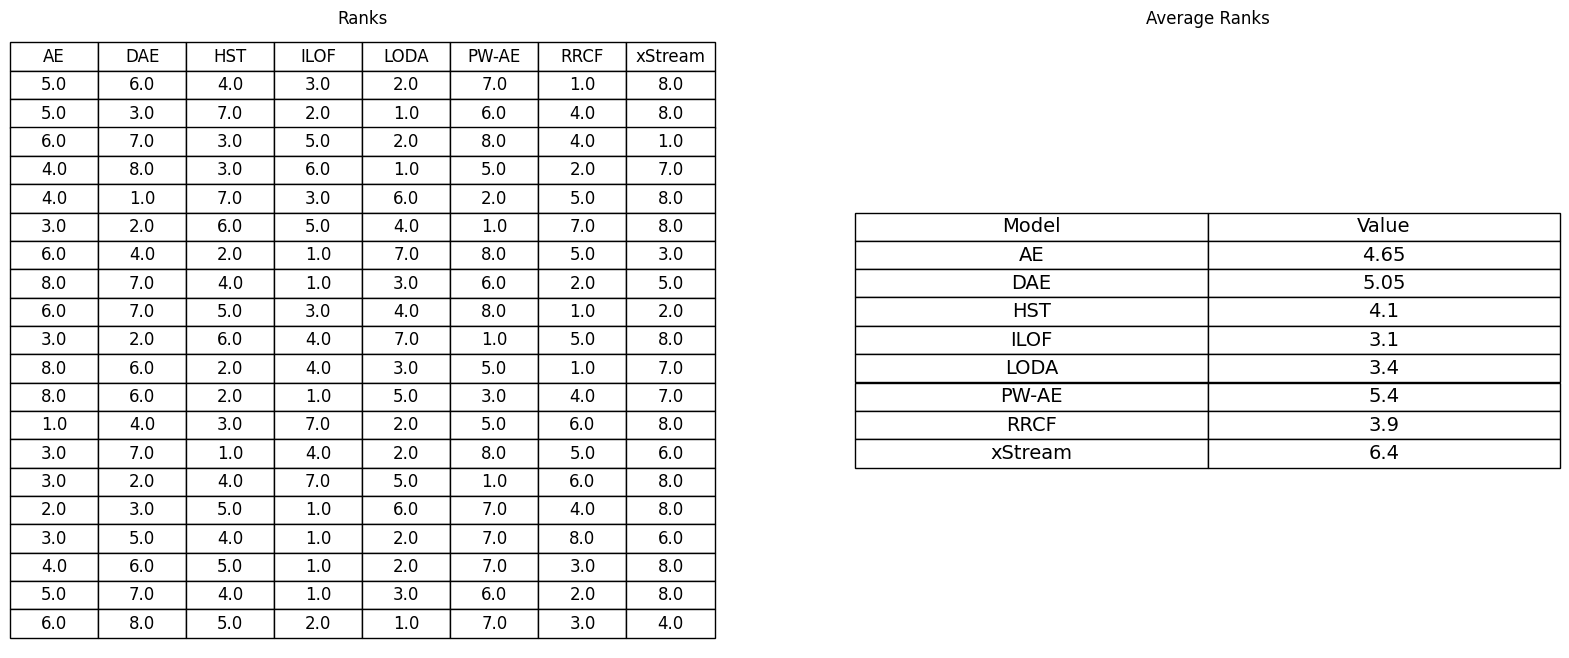 Ranks
AE DAE HST ILOF LODA PW-AE RRCF xStream
5.0 6.0 4.0 3.0 2.0 7.0 1.0 8.0
5.0 3.0 7.0 2.0 1.0 6.0 4.0 8.0
6.0 7.0 3.0 5.0 2.0 8.0 4.0 1.0
4.0 8.0 3.0 6.0 1.0 5.0 2.0 7.0
4.0 1.0 7.0 3.0 6.0 2.0 5.0 8.0
3.0 2.0 6.0 5.0 4.0 1.0 7.0 8.0
6.0 4.0 2.0 1.0 7.0 8.0 5.0 3.0
8.0 7.0 4.0 1.0 3.0 6.0 2.0 5.0
6.0 7.0 5.0 3.0 4.0 8.0 1.0 2.0
3.0 2.0 6.0 4.0 7.0 1.0 5.0 8.0
8.0 6.0 2.0 4.0 3.0 5.0 1.0 7.0
8.0 6.0 2.0 1.0 5.0 3.0 4.0 7.0
1.0 4.0 3.0 7.0 2.0 5.0 6.0 8.0
3.0 7.0 1.0 4.0 2.0 8.0 5.0 6.0
3.0 2.0 4.0 7.0 5.0 1.0 6.0 8.0
2.0 3.0 5.0 1.0 6.0 7.0 4.0 8.0
3.0 5.0 4.0 1.0 2.0 7.0 8.0 6.0
4.0 6.0 5.0 1.0 2.0 7.0 3.0 8.0
5.0 7.0 4.0 1.0 3.0 6.0 2.0 8.0
6.0 8.0 5.0 2.0 1.0 7.0 3.0 4.0
Average Ranks
Model Value
AE 4.65
DAE 5.05
HST 4.1
ILOF 3.1
LODA 3.4
PW-AE 5.4
RRCF 3.9
xStream 6.4